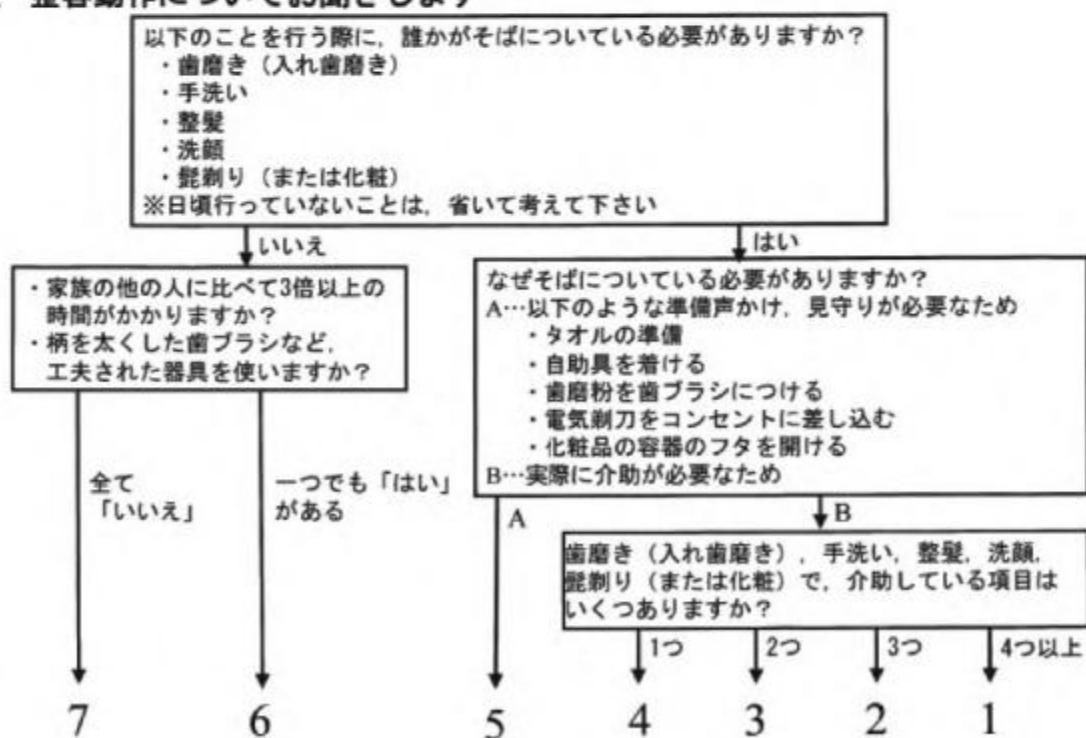 整容動作についてお聞きします
以下のことを行う際に，誰かがそばについている必要がありますか？
・歯磨き（入れ歯磨き）
・手洗い
・整髪
・洗顔
・髭剃り（または化粧）
※日頃行っていないことは，省いて考えて下さい
いいえ
はい
・家族の他の人に比べて3倍以上の
時間がかかりますか？
・柄を太くした歯ブラシなど，
工夫された器具を使いますか？
なぜそばについている必要がありますか？
A…以下のような準備声かけ，見守りが必要なため
・タオルの準備
・自助具を着ける
・歯磨粉を歯ブラシにつける
・電気剃刀をコンセントに差し込む
・化粧品の容器のフタを開ける
B…実際に介助が必要なため
全て
「いいえ」
一つでも「はい」
がある
A
B
歯磨き（入れ歯磨き），手洗い，整髪，洗顔，
髭剃り（または化粧）で，介助している項目は
いくつありますか？
1つ
2つ
3つ
4つ以上
7
6
5
4
3
2
1